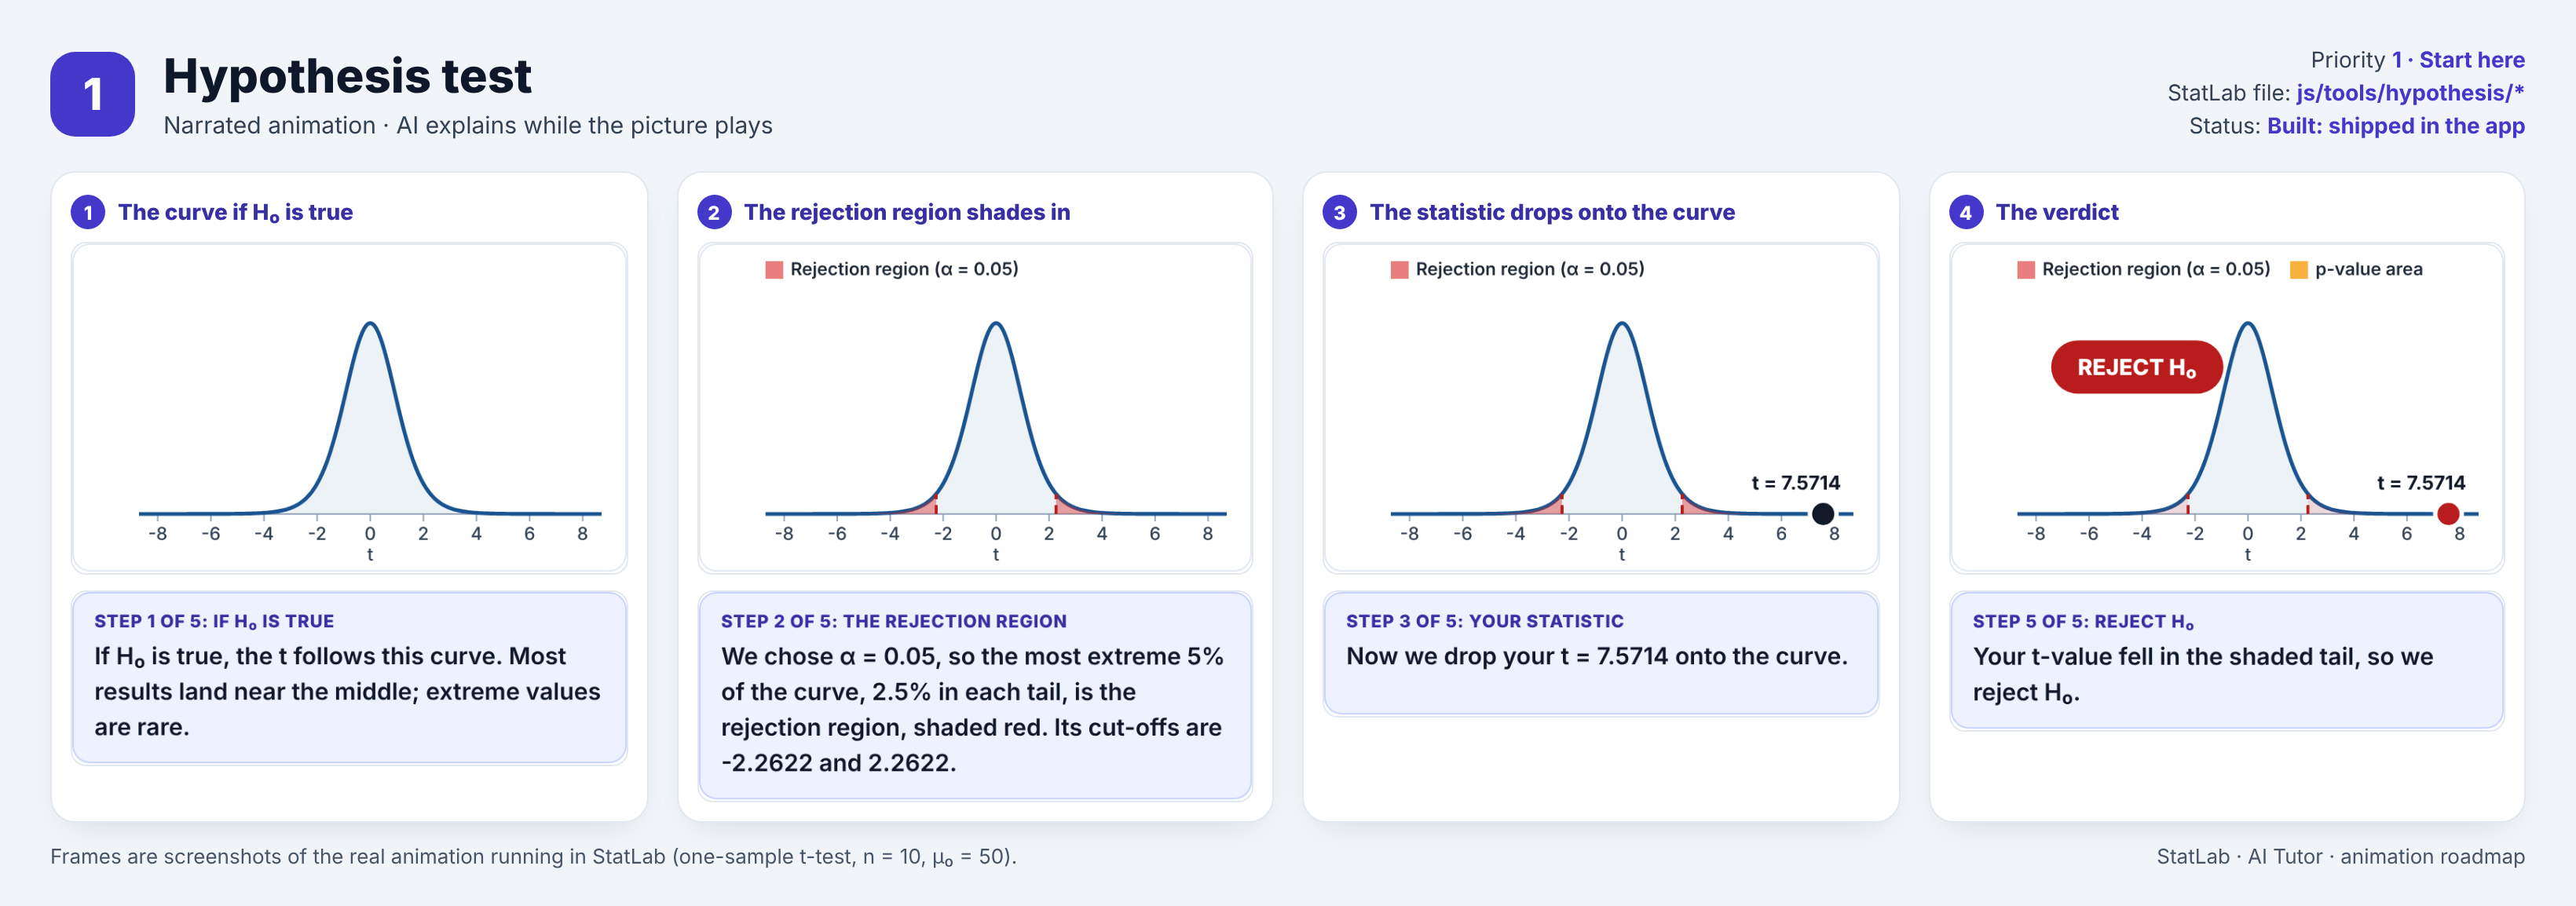 1
Hypothesis test
Narrated animation · AI explains while the picture plays
Priority 1 · Start here
StatLab file: js/tools/hypothesis/*
Status: Built: shipped in the app
1 The curve if H₀ is true
-8 -6 -4 -2 0 2 4 6 8
t
STEP 1 OF 5: IF H₀ IS TRUE
If H₀ is true, the t follows this curve. Most
results land near the middle; extreme values
are rare.
2 The rejection region shades in
Rejection region (α = 0.05)
-8 -6 -4 -2 0 2 4 6 8
t
STEP 2 OF 5: THE REJECTION REGION
We chose α = 0.05, so the most extreme 5%
of the curve, 2.5% in each tail, is the
rejection region, shaded red. Its cut-offs are
-2.2622 and 2.2622.
3 The statistic drops onto the curve
Rejection region (α = 0.05)
t = 7.5714
-8 -6 -4 -2 0 2 4 6 8
t
STEP 3 OF 5: YOUR STATISTIC
Now we drop your t = 7.5714 onto the curve.
4 The verdict
Rejection region (α = 0.05) p-value area
REJECT H₀
t = 7.5714
-8 -6 -4 -2 0 2 4 6 8
t
STEP 5 OF 5: REJECT H₀
Your t-value fell in the shaded tail, so we
reject H₀.
Frames are screenshots of the real animation running in StatLab (one-sample t-test, n = 10, μ₀ = 50).
StatLab · AI Tutor · animation roadmap